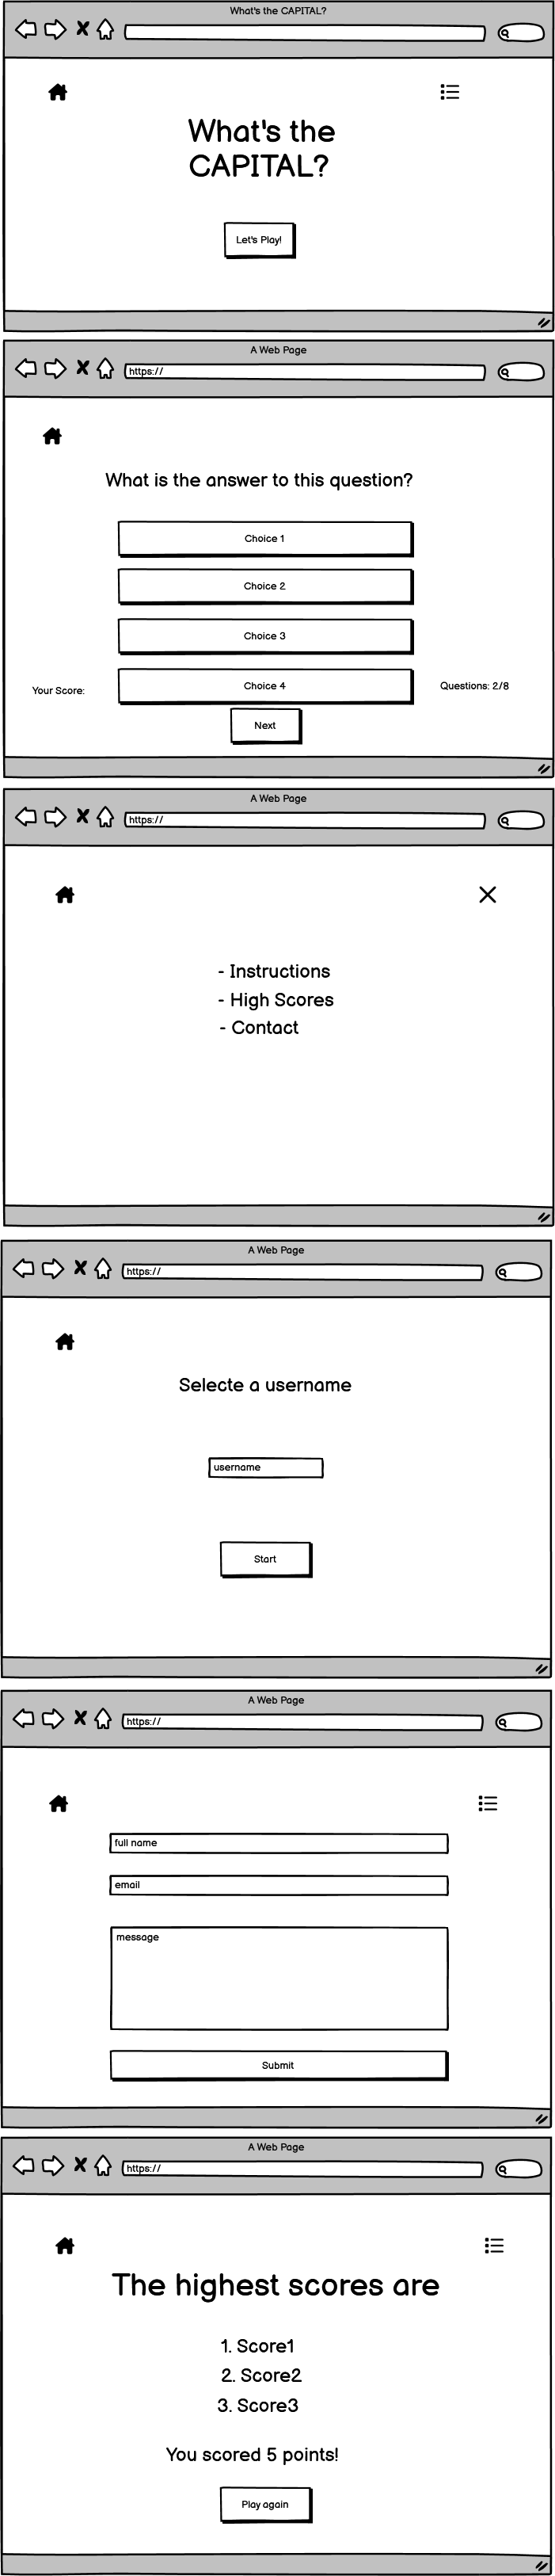 What's the CAPITAL?
What's the
CAPITAL?
Let's Play!
A Web Page
https://
What is the answer to this question?
Choice 1
Choice 2
Choice 3
Choice 4
Your Score:
Questions: 2/8
Next
A Web Page
https://
- Instructions
- High Scores
- Contact
A Web Page
https://
Selecte a username
username
Start
A Web Page
https://
full name
email
message
Submit
A Web Page
https://
The highest scores are
1. Score1
2. Score2
3. Score3
You scored 5 points!
Play again